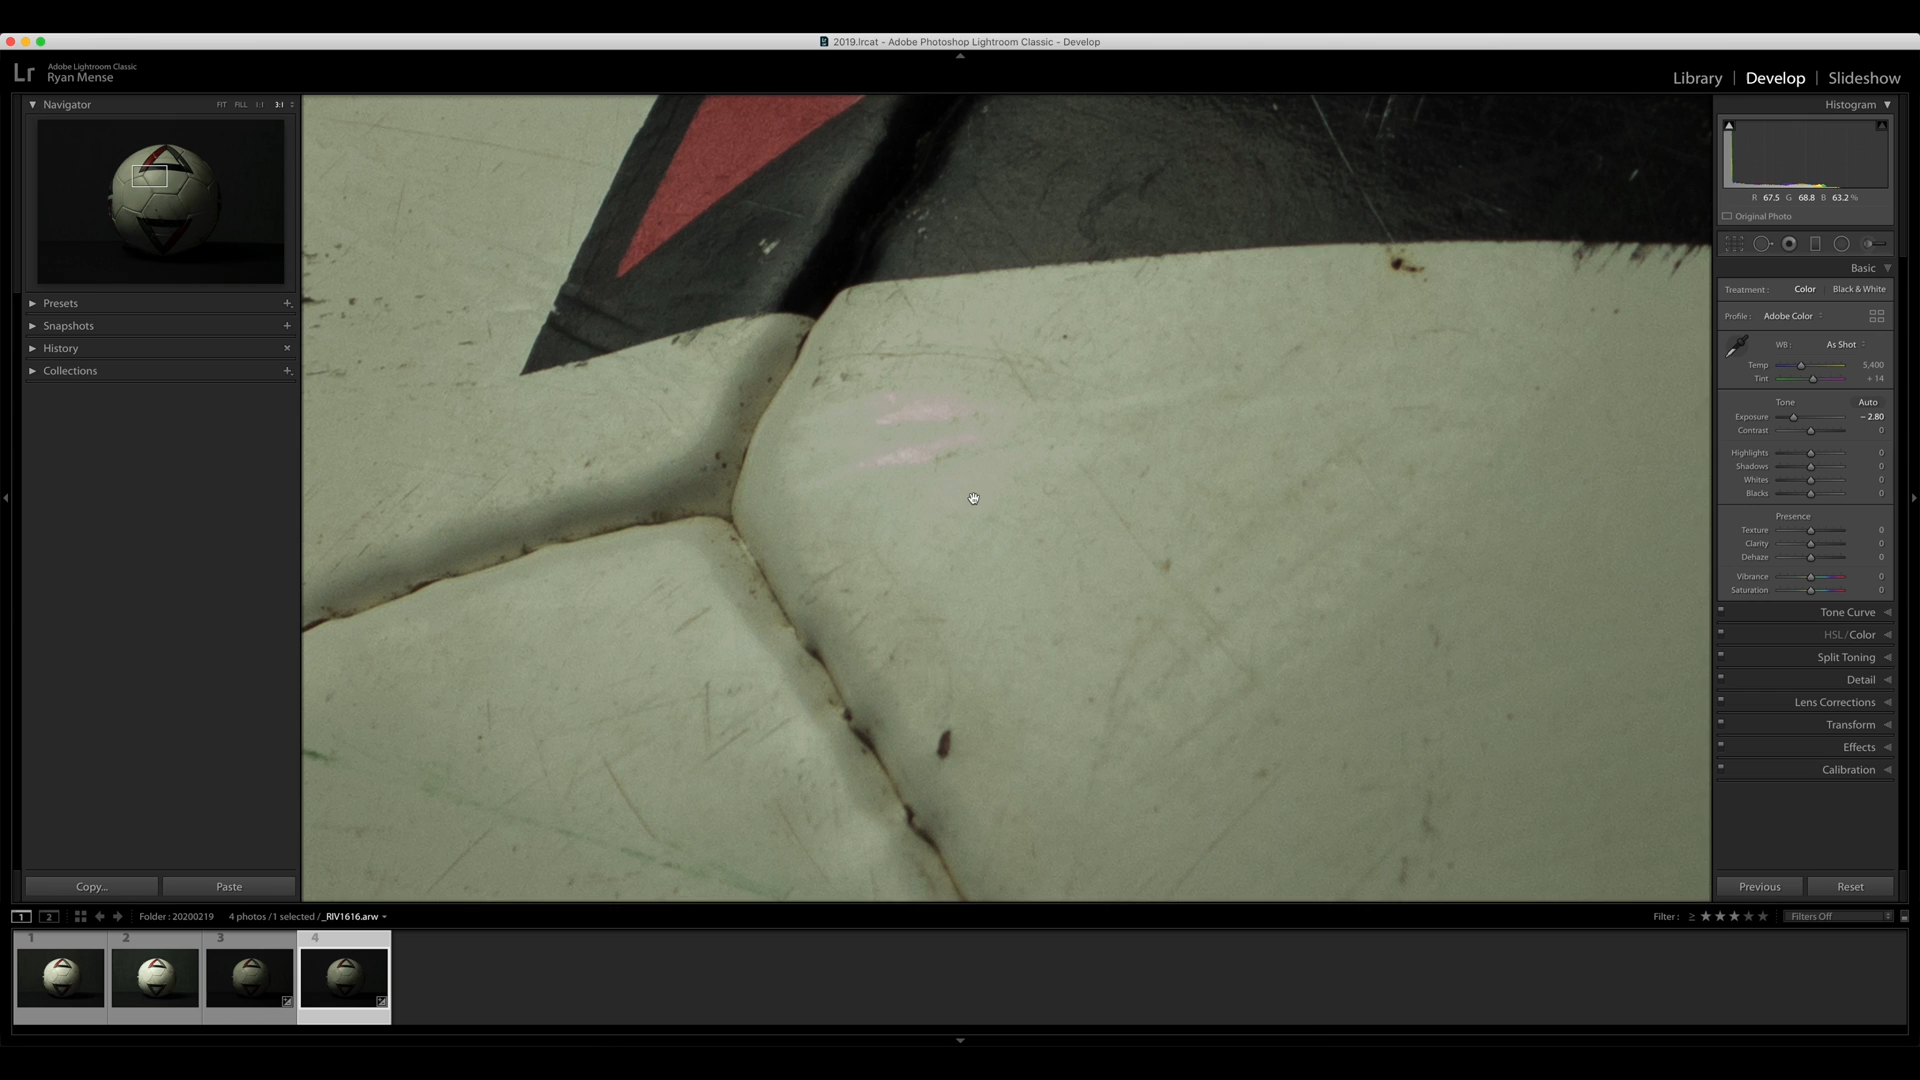 2019.lrcat - Adobe Photoshop Lightroom Classic - Develop
Lr
Adobe Lightroom Classic
Ryan Mense
Library | Develop | Slideshow
Navigator FIT FILL 1:1 3:1
Presets
Snapshots
History
Collections
Copy... Paste
Histogram
R 67.5 G 68.8 B 63.2 %
Original Photo
Basic
Treatment : Color Black & White
Profile : Adobe Color
WB : As Shot
Temp 5,400
Tint + 14
Tone Auto
Exposure − 2.80
Contrast 0
Highlights 0
Shadows 0
Whites 0
Blacks 0
Presence
Texture 0
Clarity 0
Dehaze 0
Vibrance 0
Saturation 0
Tone Curve
HSL / Color
Split Toning
Detail
Lens Corrections
Transform
Effects
Calibration
Previous Reset
1 2 Folder : 20200219 4 photos / 1 selected / _RIV1616.arw Filter : ≥ ★★★★★ Filters Off
1 2 3 4